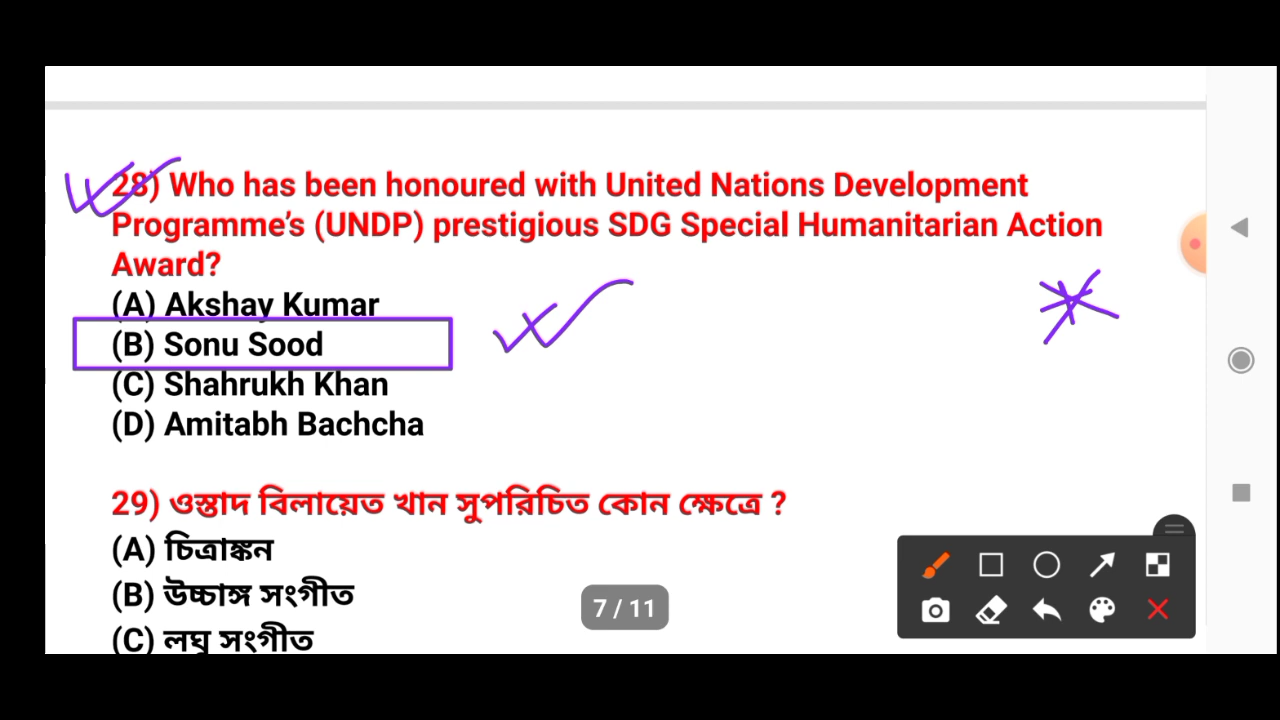 28) Who has been honoured with United Nations Development
Programme's (UNDP) prestigious SDG Special Humanitarian Action
Award?
(A) Akshay Kumar
(B) Sonu Sood
(C) Shahrukh Khan
(D) Amitabh Bachcha
29) ওস্তাদ বিলায়েত খান সুপরিচিত কোন ক্ষেত্রে ?
(A) চিত্রাঙ্কন
(B) উচ্চাঙ্গ সংগীত
(C) লঘু সংগীত
7 / 11